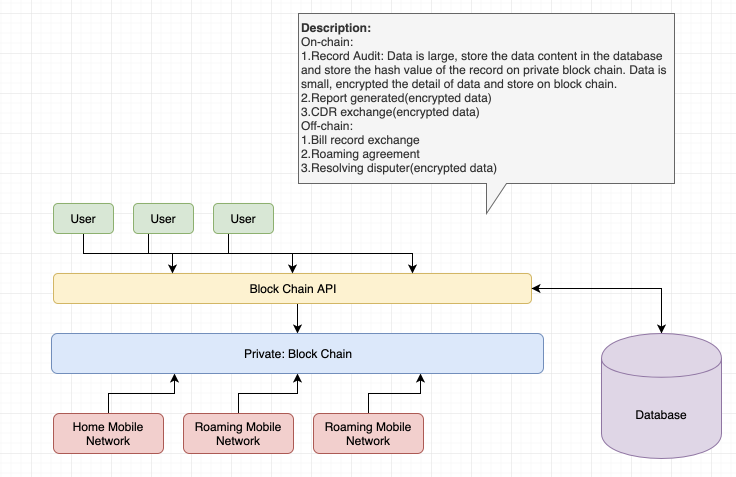 Description:
On-chain:
1.Record Audit: Data is large, store the data content in the database
and store the hash value of the record on private block chain. Data is
small, encrypted the detail of data and store on block chain.
2.Report generated(encrypted data)
3.CDR exchange(encrypted data)
Off-chain:
1.Bill record exchange
2.Roaming agreement
3.Resolving disputer(encrypted data)
User
User
User
Block Chain API
Private: Block Chain
Home Mobile
Network
Roaming Mobile
Network
Roaming Mobile
Network
Database